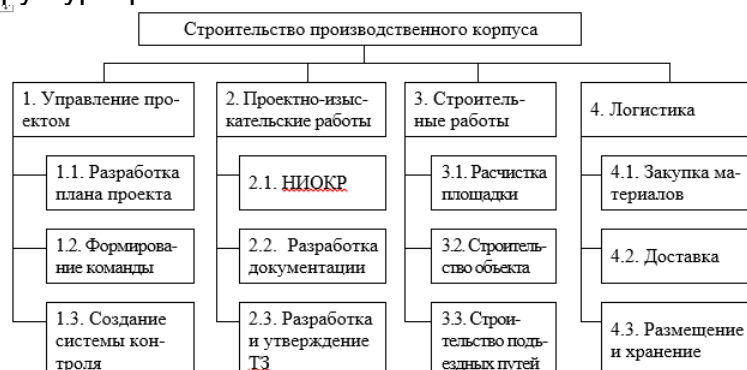 Строительство производственного корпуса
1. Управление про-
ектом
2. Проектно-изыс-
кательские работы
3. Строитель-
ные работы
4. Логистика
1.1. Разработка
плана проекта
2.1. НИОКР
3.1. Расчистка
площадки
4.1. Закупка ма-
териалов
1.2. Формирова-
ние команды
2.2. Разработка
документации
3.2. Строитель-
ство объекта
4.2. Доставка
1.3. Создание
системы кон-
троля
2.3. Разработка
и утверждение
ТЗ
3.3. Строи-
тельство подъ-
ездных путей
4.3. Размещение
и хранение